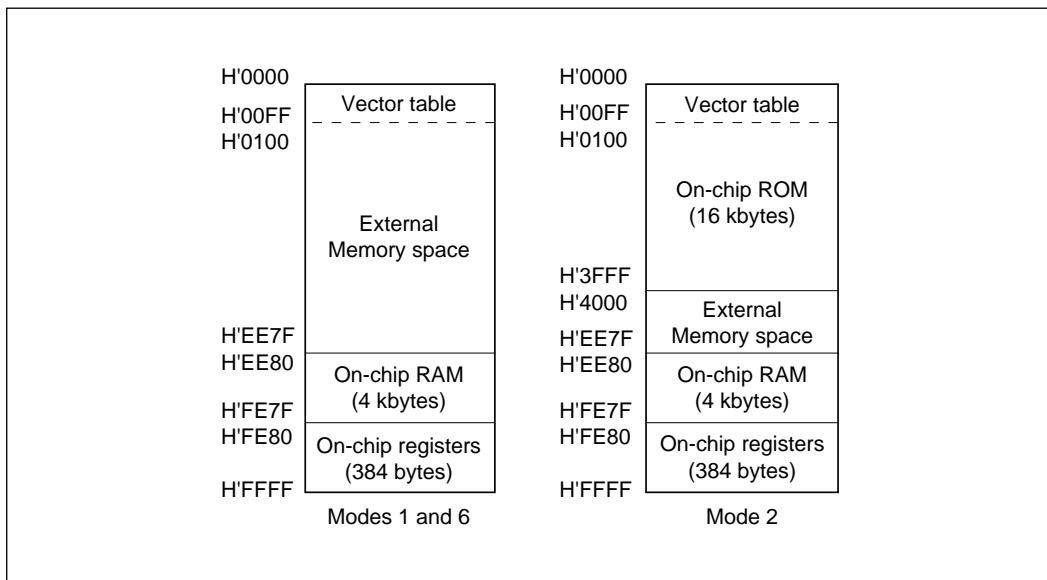 H'0000
Vector table
H'00FF
H'0100
External
Memory space
H'EE7F
H'EE80
On-chip RAM
(4 kbytes)
H'FE7F
H'FE80
On-chip registers
(384 bytes)
H'FFFF
Modes 1 and 6
H'0000
Vector table
H'00FF
H'0100
On-chip ROM
(16 kbytes)
H'3FFF
H'4000
External
Memory space
H'EE7F
H'EE80
On-chip RAM
(4 kbytes)
H'FE7F
H'FE80
On-chip registers
(384 bytes)
H'FFFF
Mode 2